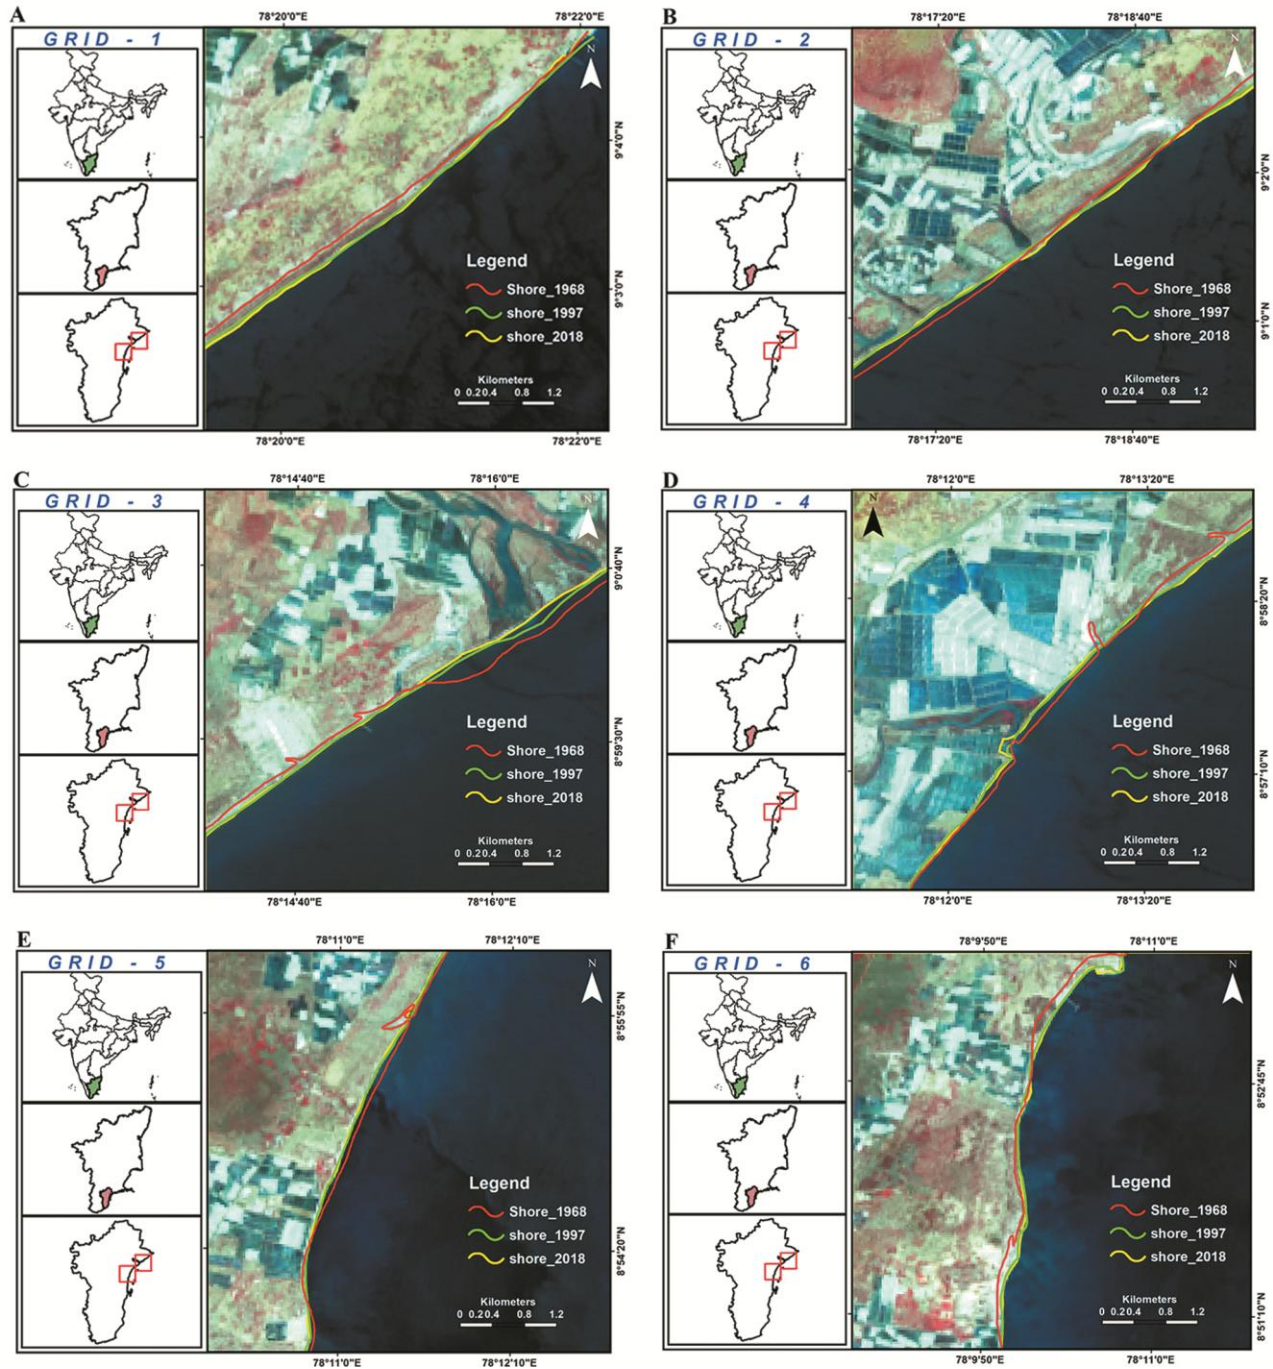 A
GRID - 1
78°20'0"E 78°22'0"E
N
9°4'0"N
9°3'0"N
Legend
Shore_1968
shore_1997
shore_2018
Kilometers
0 0.20.4 0.8 1.2
78°20'0"E 78°22'0"E
B
GRID - 2
78°17'20"E 78°18'40"E
N
9°2'0"N
9°1'0"N
Legend
Shore_1968
shore_1997
shore_2018
Kilometers
0 0.20.4 0.8 1.2
78°17'20"E 78°18'40"E
C
GRID - 3
78°14'40"E 78°16'0"E
N
9°0'40"N
8°59'30"N
Legend
Shore_1968
shore_1997
shore_2018
Kilometers
0 0.20.4 0.8 1.2
78°14'40"E 78°16'0"E
D
GRID - 4
78°12'0"E 78°13'20"E
N
8°58'20"N
8°57'10"N
Legend
Shore_1968
shore_1997
shore_2018
Kilometers
0 0.20.4 0.8 1.2
78°12'0"E 78°13'20"E
E
GRID - 5
78°11'0"E 78°12'10"E
N
8°55'55"N
8°54'20"N
Legend
Shore_1968
shore_1997
shore_2018
Kilometers
0 0.20.4 0.8 1.2
78°11'0"E 78°12'10"E
F
GRID - 6
78°9'50"E 78°11'0"E
N
8°52'45"N
8°51'10"N
Legend
Shore_1968
shore_1997
shore_2018
Kilometers
0 0.20.4 0.8 1.2
78°9'50"E 78°11'0"E